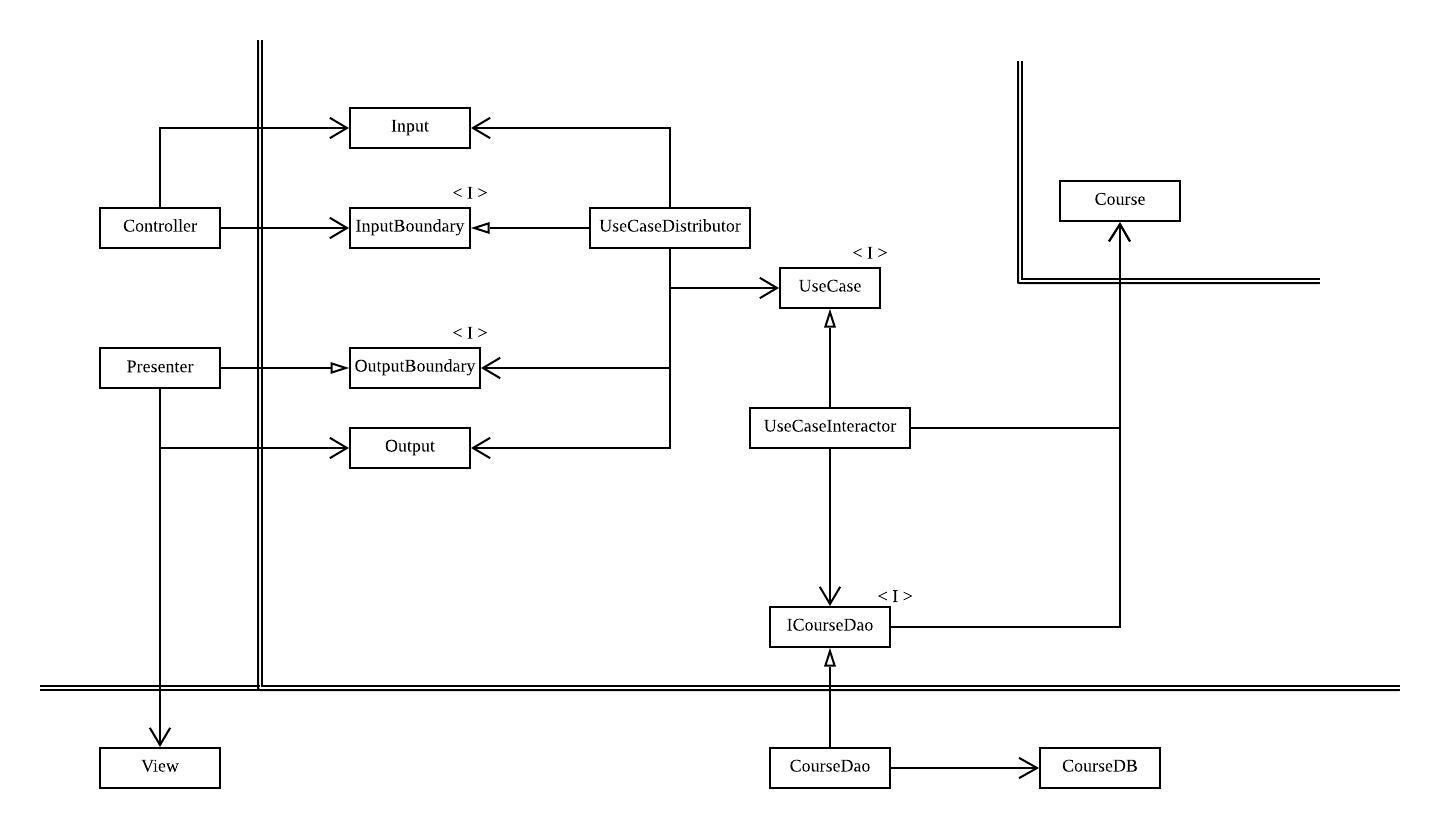 Input
< I >
Course
Controller
InputBoundary
UseCaseDistributor
< I >
UseCase
< I >
Presenter
OutputBoundary
UseCaseInteractor
Output
< I >
ICourseDao
View
CourseDao
CourseDB